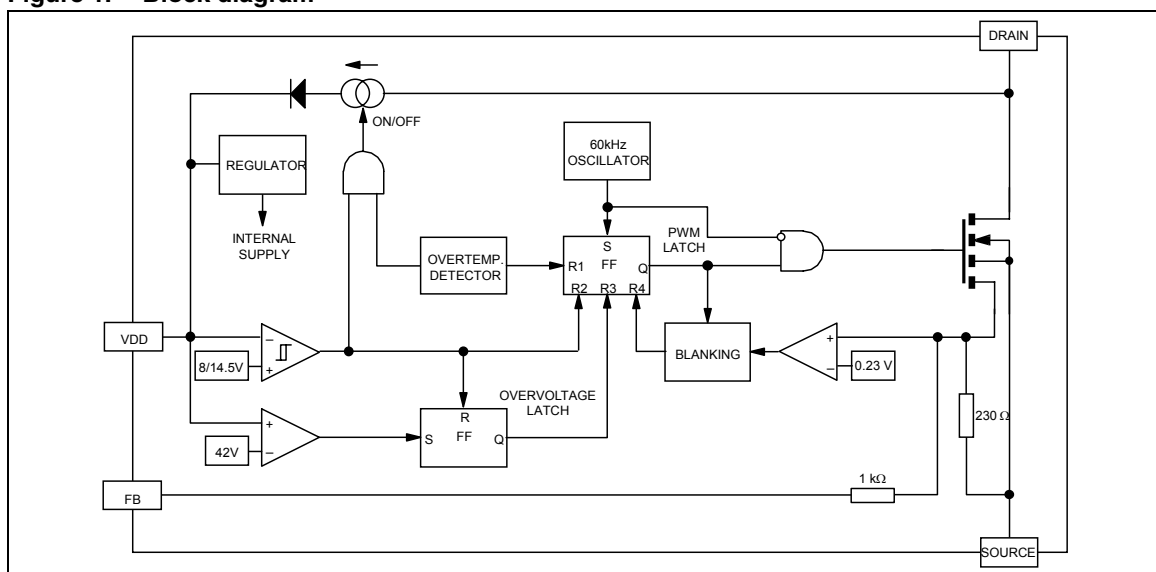 Figure 1. Block diagram
DRAIN
ON/OFF
60kHz
OSCILLATOR
REGULATOR
INTERNAL
SUPPLY
PWM
LATCH
OVERTEMP.
DETECTOR
S
FF
R1
Q
R2 R3 R4
VDD
−
+
8/14.5V
BLANKING
+
−
0.23 V
OVERVOLTAGE
LATCH
R
FF
S
Q
230 Ω
+
−
42V
1 kΩ
FB
SOURCE